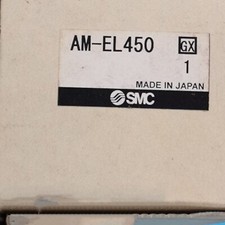 AM-EL450 GX
1
MADE IN JAPAN
SMC